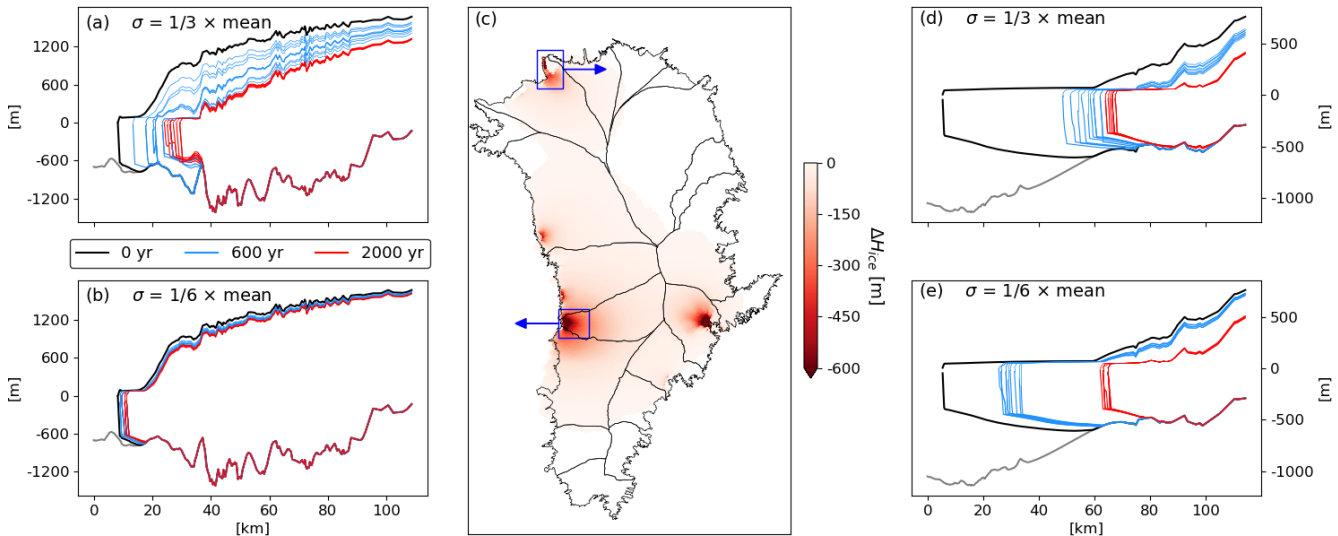 (a) σ = 1/3 × mean
1200
600
0
-600
-1200
[m]
0 yr 600 yr 2000 yr
(b) σ = 1/6 × mean
1200
600
0
-600
-1200
[m]
0 20 40 60 80 100
[km]
(c)
0
-150
-300
-450
-600
ΔH_ice [m]
(d) σ = 1/3 × mean
500
0
-500
-1000
[m]
(e) σ = 1/6 × mean
500
0
-500
-1000
[m]
0 20 40 60 80 100
[km]